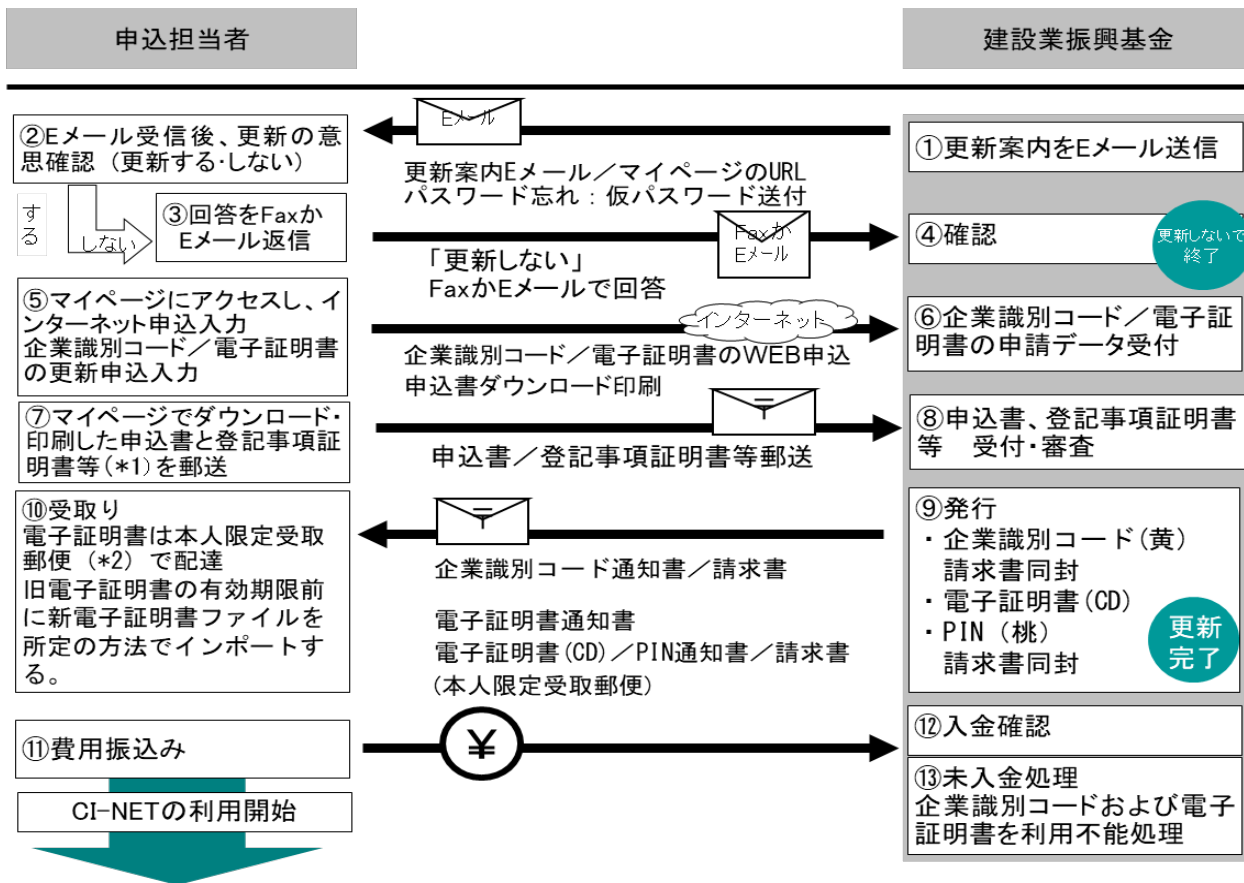 申込担当者
建設業振興基金
Eメール
①更新案内をEメール送信
②Eメール受信後、更新の意
思確認（更新する･しない）
更新案内Eメール／マイページのURL
パスワード忘れ：仮パスワード送付
する
しない
③回答をFaxか
Eメール返信
Faxか
Eメール
「更新しない」
FaxかEメールで回答
④確認
更新しないで
終了
⑤マイページにアクセスし、イ
ンターネット申込入力
企業識別コード／電子証明書
の更新申込入力
インターネット
企業識別コード／電子証明書のWEB申込
申込書ダウンロード印刷
⑥企業識別コード／電子証
明書の申請データ受付
⑦マイページでダウンロード・
印刷した申込書と登記事項証
明書等(*1)を郵送
〒
申込書／登記事項証明書等郵送
⑧申込書、登記事項証明書
等　受付・審査
⑩受取り
電子証明書は本人限定受取
郵便（*2）で配達
旧電子証明書の有効期限前
に新電子証明書ファイルを
所定の方法でインポートす
る。
〒
企業識別コード通知書／請求書
電子証明書通知書
電子証明書(CD)／PIN通知書／請求書
(本人限定受取郵便)
⑨発行
・企業識別コード(黄)
請求書同封
・電子証明書(CD)
・PIN（桃）
請求書同封
更新
完了
⑪費用振込み
¥
⑫入金確認
⑬未入金処理
企業識別コードおよび電子
証明書を利用不能処理
CI-NETの利用開始